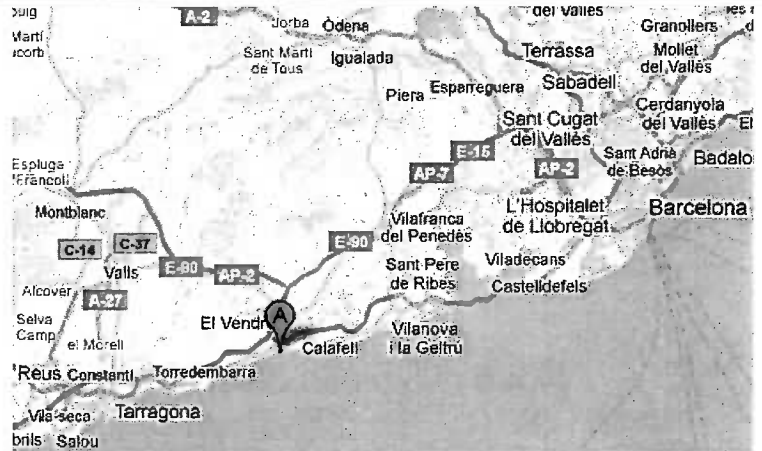 A-2
Jorba
Òdena
del Vallès
Granollers
Martí
Sant Martí
de Tous
Igualada
Terrassa
Mollet
del Vallès
Sabadell
Piera
Esparreguera
Cerdanyola
del Vallès
Sant Cugat
del Vallès
E-15
AP-7
AP-2
Sant Adrià
de Besòs
Badalo
Espluga
Francolí
Montblanc
L'Hospitalet
de Llobregat
Barcelona
Vilafranca
del Penedès
E-90
C-14
C-37
Valls
E-90
AP-2
Sant Pere
de Ribes
Viladecans
Castelldefels
Alcover
A-27
Selva
Camp
El Vendr
A
el Morell
Calafell
Vilanova
i la Geltrú
Reus
Constantí
Torredembarra
Vila-seca
Tarragona
brils
Salou